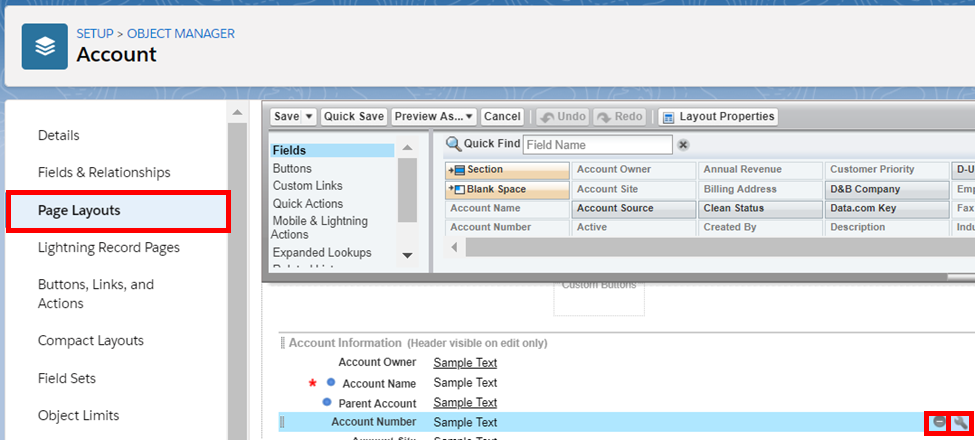 SETUP > OBJECT MANAGER
Account
Details
Fields & Relationships
Page Layouts
Lightning Record Pages
Buttons, Links, and
Actions
Compact Layouts
Field Sets
Object Limits
Save Quick Save Preview As... Cancel Undo Redo Layout Properties
Fields
Buttons
Custom Links
Quick Actions
Mobile & Lightning
Actions
Expanded Lookups
Related List
Quick Find Field Name
Section Account Owner Annual Revenue Customer Priority D-U
Blank Space Account Site Billing Address D&B Company Emp
Account Name Account Source Clean Status Data.com Key Fax
Account Number Active Created By Description Indu
Custom Buttons
Account Information (Header visible on edit only)
Account Owner Sample Text
* Account Name Sample Text
Parent Account Sample Text
Account Number Sample Text
Account Site Sample Text